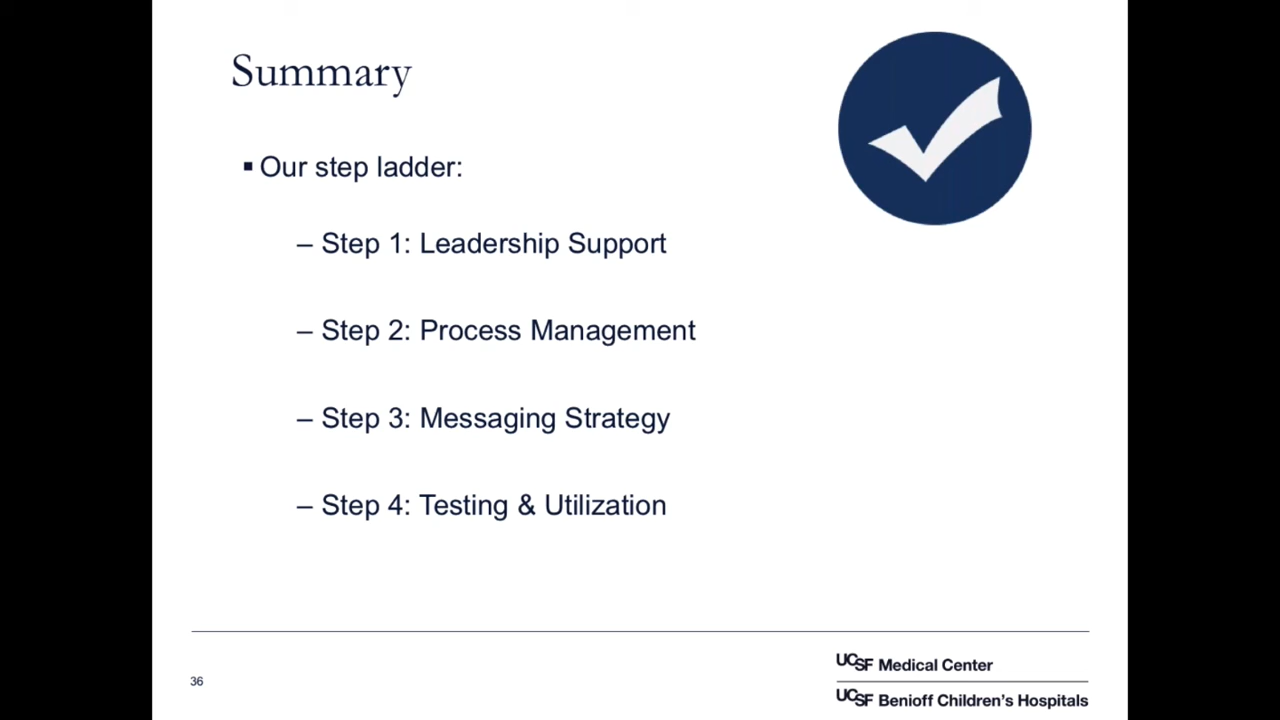 Summary
▪ Our step ladder:
– Step 1: Leadership Support
– Step 2: Process Management
– Step 3: Messaging Strategy
– Step 4: Testing & Utilization
36
UCSF Medical Center
UCSF Benioff Children's Hospitals